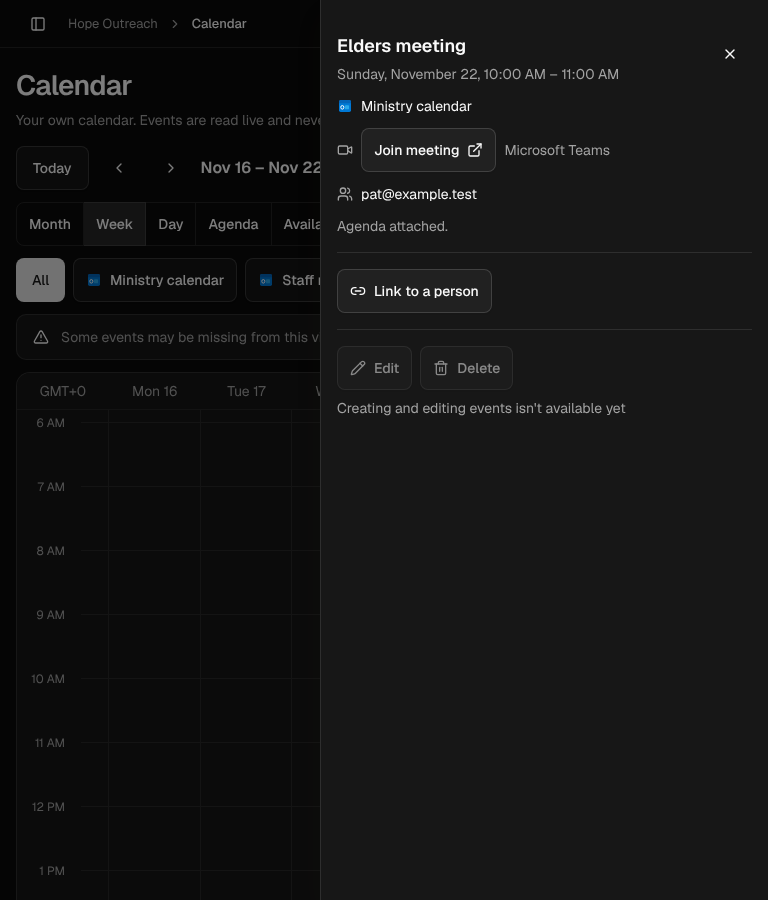 Hope Outreach > Calendar
Calendar
Your own calendar. Events are read live and neve
Today
Nov 16 – Nov 22
Month Week Day Agenda Availa
All Ministry calendar Staff
Some events may be missing from this v
GMT+0 Mon 16 Tue 17
6 AM
7 AM
8 AM
9 AM
10 AM
11 AM
12 PM
1 PM
Elders meeting
Sunday, November 22, 10:00 AM – 11:00 AM
Ministry calendar
Join meeting Microsoft Teams
pat@example.test
Agenda attached.
Link to a person
Edit Delete
Creating and editing events isn't available yet